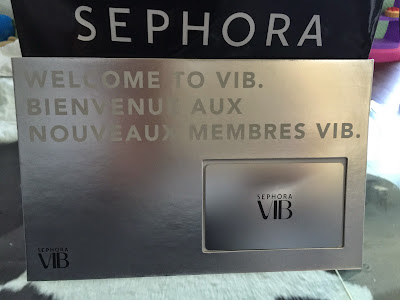 SEPHORA
WELCOME TO VIB.
BIENVENUE AUX
NOUVEAUX MEMBRES VIB.
SEPHORA
VIB
SEPHORA
VIB